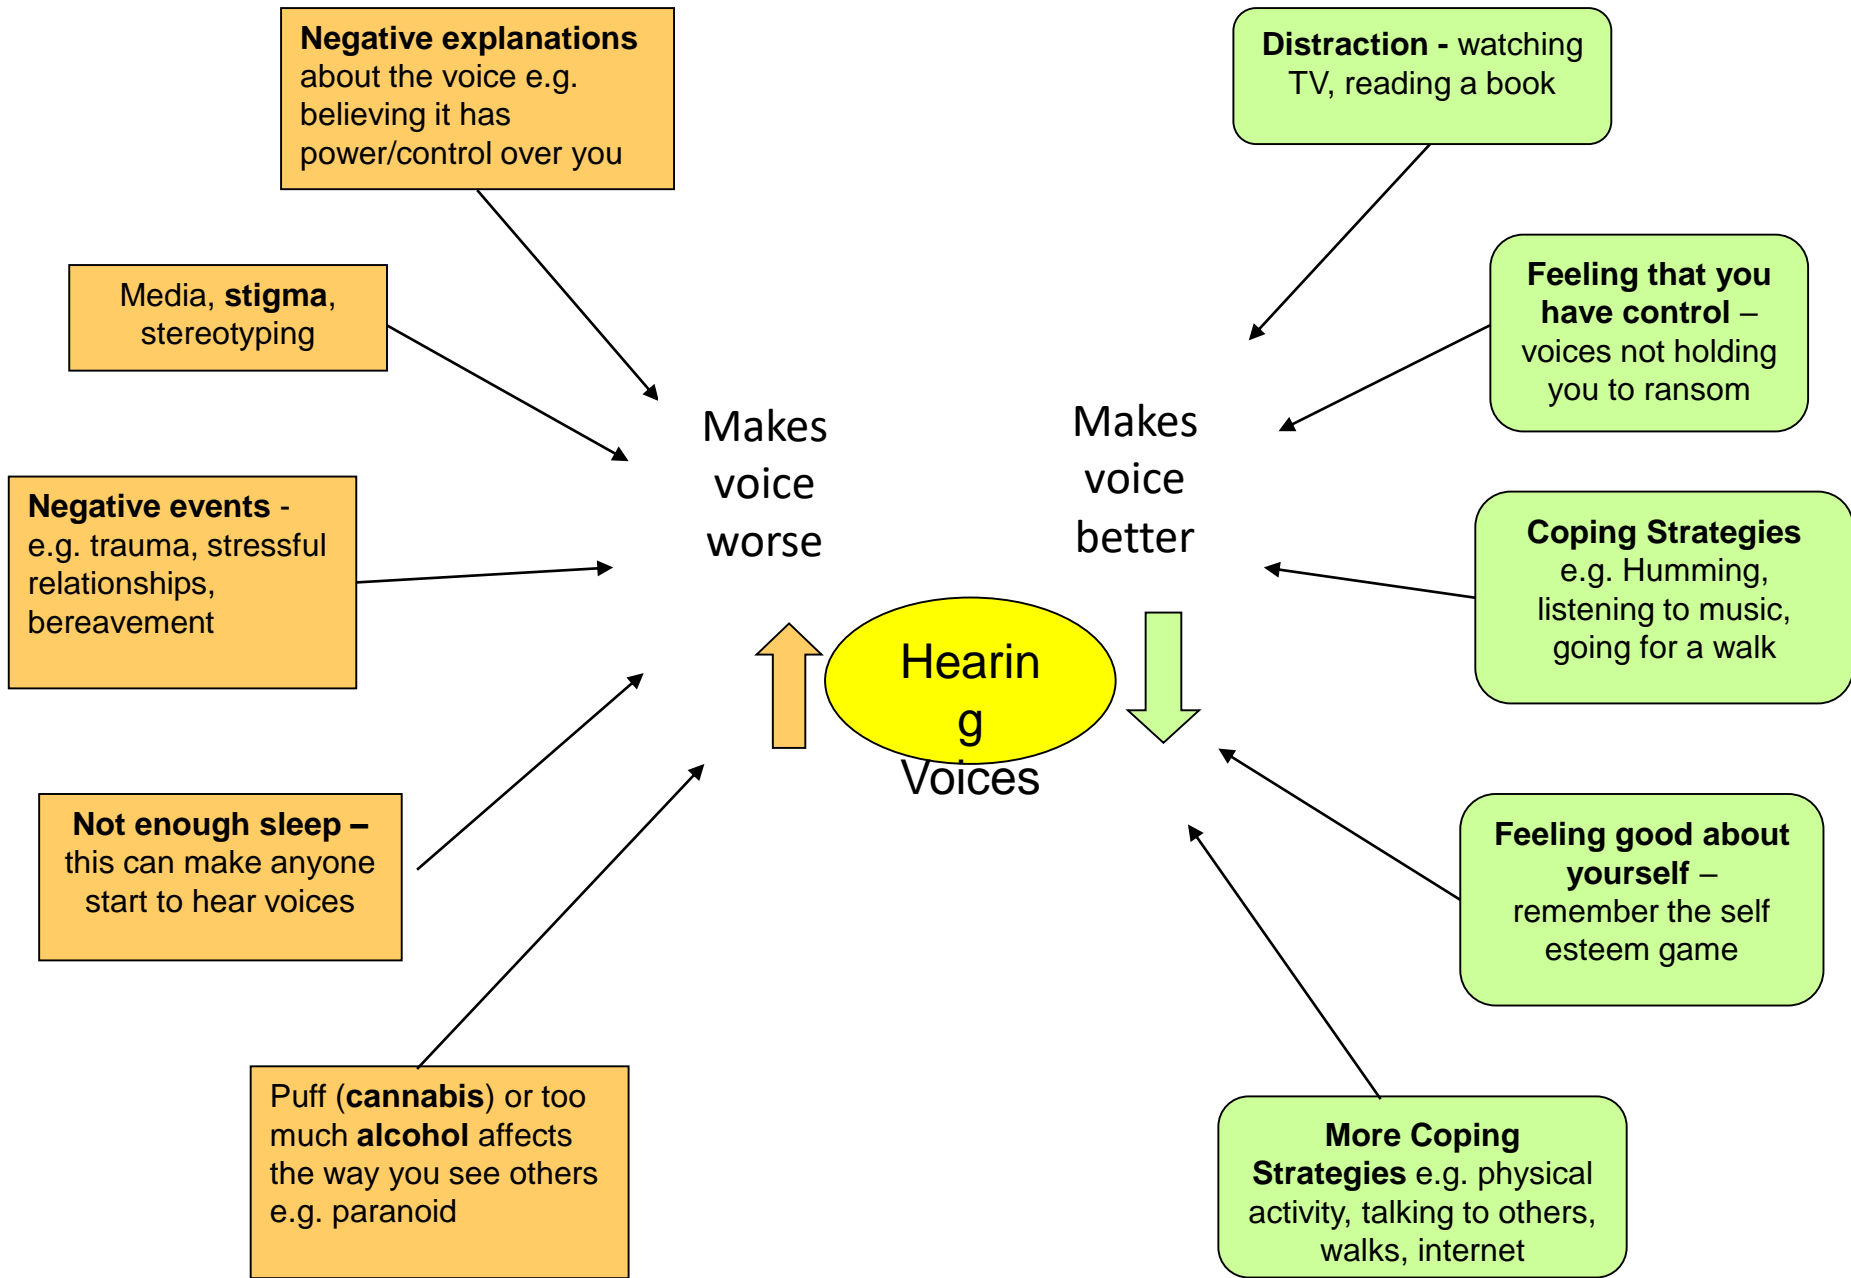 Negative explanations
about the voice e.g.
believing it has
power/control over you
Media, stigma,
stereotyping
Negative events -
e.g. trauma, stressful
relationships,
bereavement
Not enough sleep –
this can make anyone
start to hear voices
Puff (cannabis) or too
much alcohol affects
the way you see others
e.g. paranoid
Makes
voice
worse
Hearin
g
Voices
Makes
voice
better
Distraction - watching
TV, reading a book
Feeling that you
have control –
voices not holding
you to ransom
Coping Strategies
e.g. Humming,
listening to music,
going for a walk
Feeling good about
yourself –
remember the self
esteem game
More Coping
Strategies e.g. physical
activity, talking to others,
walks, internet